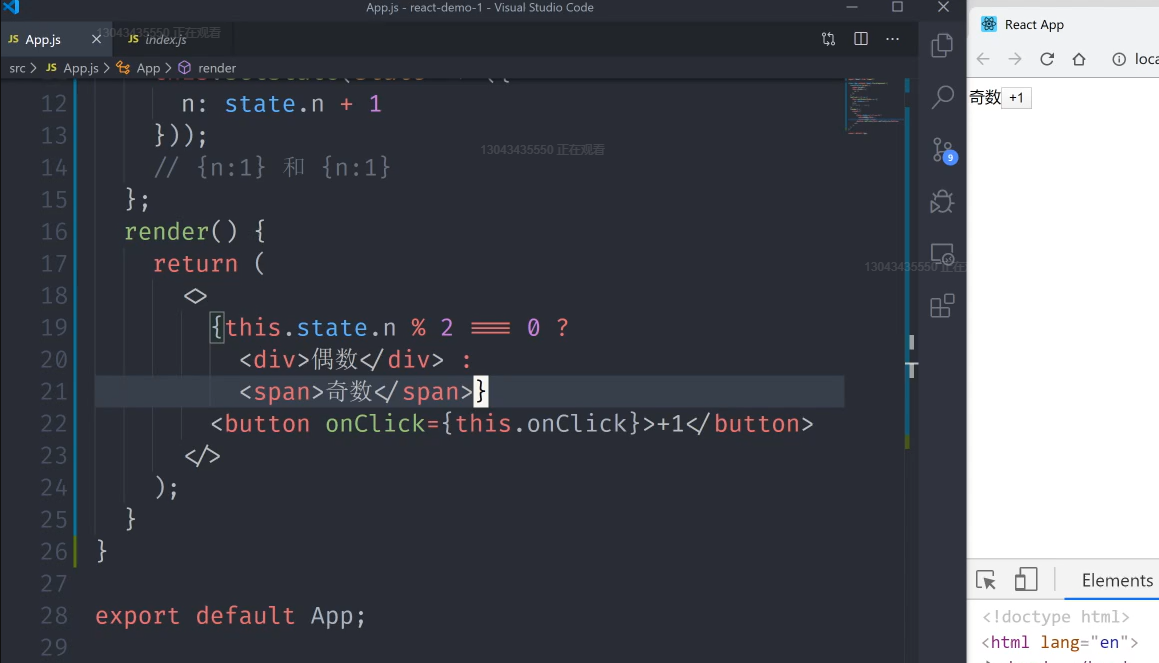 App.js - react-demo-1 - Visual Studio Code
JS App.js
JS index.js
13043435550 正在观看
src > JS App.js > App > render
12 n: state.n + 1
13 }));
13043435550 正在观看
14 // {n:1} 和 {n:1}
15 };
16 render() {
17 return (
18 <>
19 {this.state.n % 2 === 0 ?
20 <div>偶数</div> :
21 <span>奇数</span>}
22 <button onClick={this.onClick}>+1</button>
23 </>
24 );
25 }
26 }
27
28 export default App;
29
9
13043435550 正在
React App
loca
奇数 +1
Elements
<!doctype html>
<html lang="en">